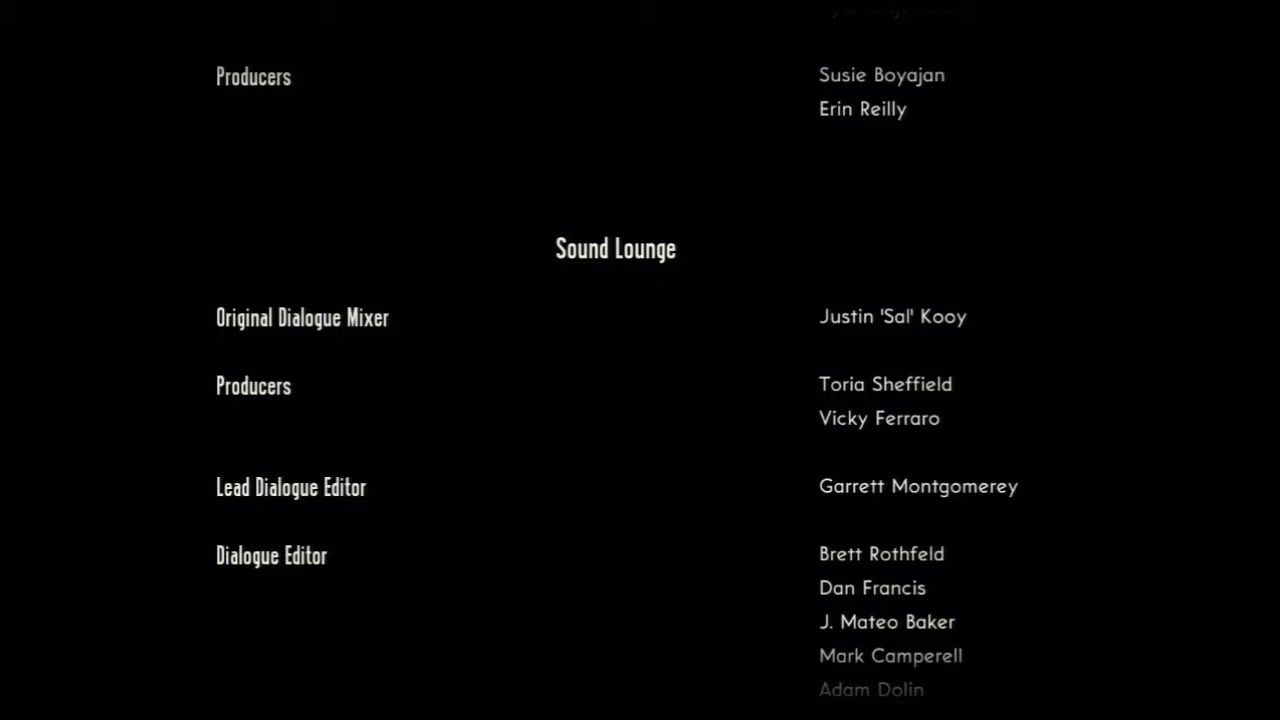 Producers Susie Boyajan
Erin Reilly
Sound Lounge
Original Dialogue Mixer Justin 'Sal' Kooy
Producers Toria Sheffield
Vicky Ferraro
Lead Dialogue Editor Garrett Montgomerey
Dialogue Editor Brett Rothfeld
Dan Francis
J. Mateo Baker
Mark Camperell
Adam Dolin